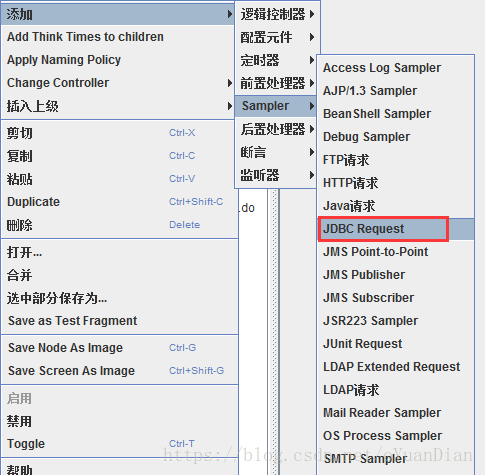 添加
Add Think Times to children
Apply Naming Policy
Change Controller
插入上级
剪切 Ctrl-X
复制 Ctrl-C
粘贴 Ctrl-V
Duplicate Ctrl+Shift-C
删除 Delete
打开...
合并
选中部分保存为...
Save as Test Fragment
Save Node As Image Ctrl-G
Save Screen As Image Ctrl+Shift-G
启用
禁用
Toggle Ctrl-T
帮助
逻辑控制器
配置元件
定时器
前置处理器
Sampler
后置处理器
断言
监听器
.do
Access Log Sampler
AJP/1.3 Sampler
BeanShell Sampler
Debug Sampler
FTP请求
HTTP请求
Java请求
JDBC Request
JMS Point-to-Point
JMS Publisher
JMS Subscriber
JSR223 Sampler
JUnit Request
LDAP Extended Request
LDAP请求
Mail Reader Sampler
OS Process Sampler
SMTP Sampler